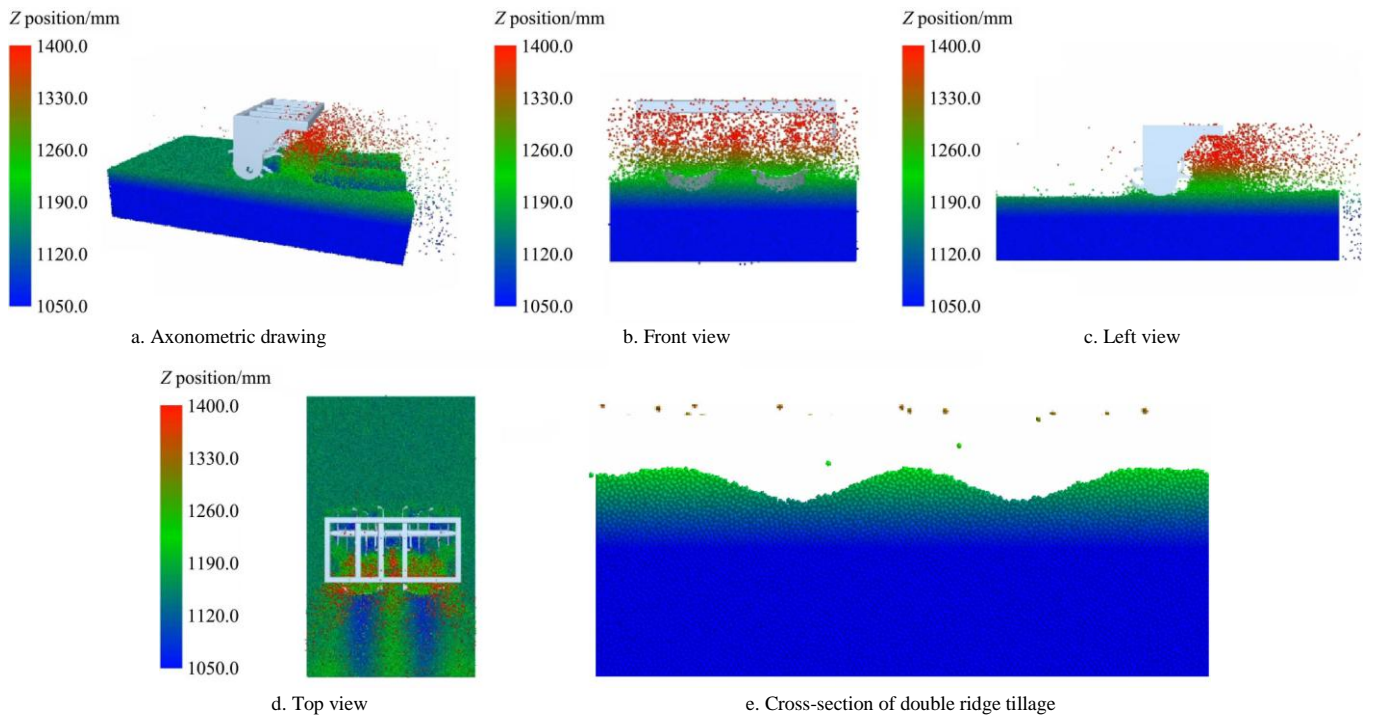 Z position/mm
1400.0
1330.0
1260.0
1190.0
1120.0
1050.0
a. Axonometric drawing
Z position/mm
1400.0
1330.0
1260.0
1190.0
1120.0
1050.0
b. Front view
Z position/mm
1400.0
1330.0
1260.0
1190.0
1120.0
1050.0
c. Left view
Z position/mm
1400.0
1330.0
1260.0
1190.0
1120.0
1050.0
d. Top view
e. Cross-section of double ridge tillage